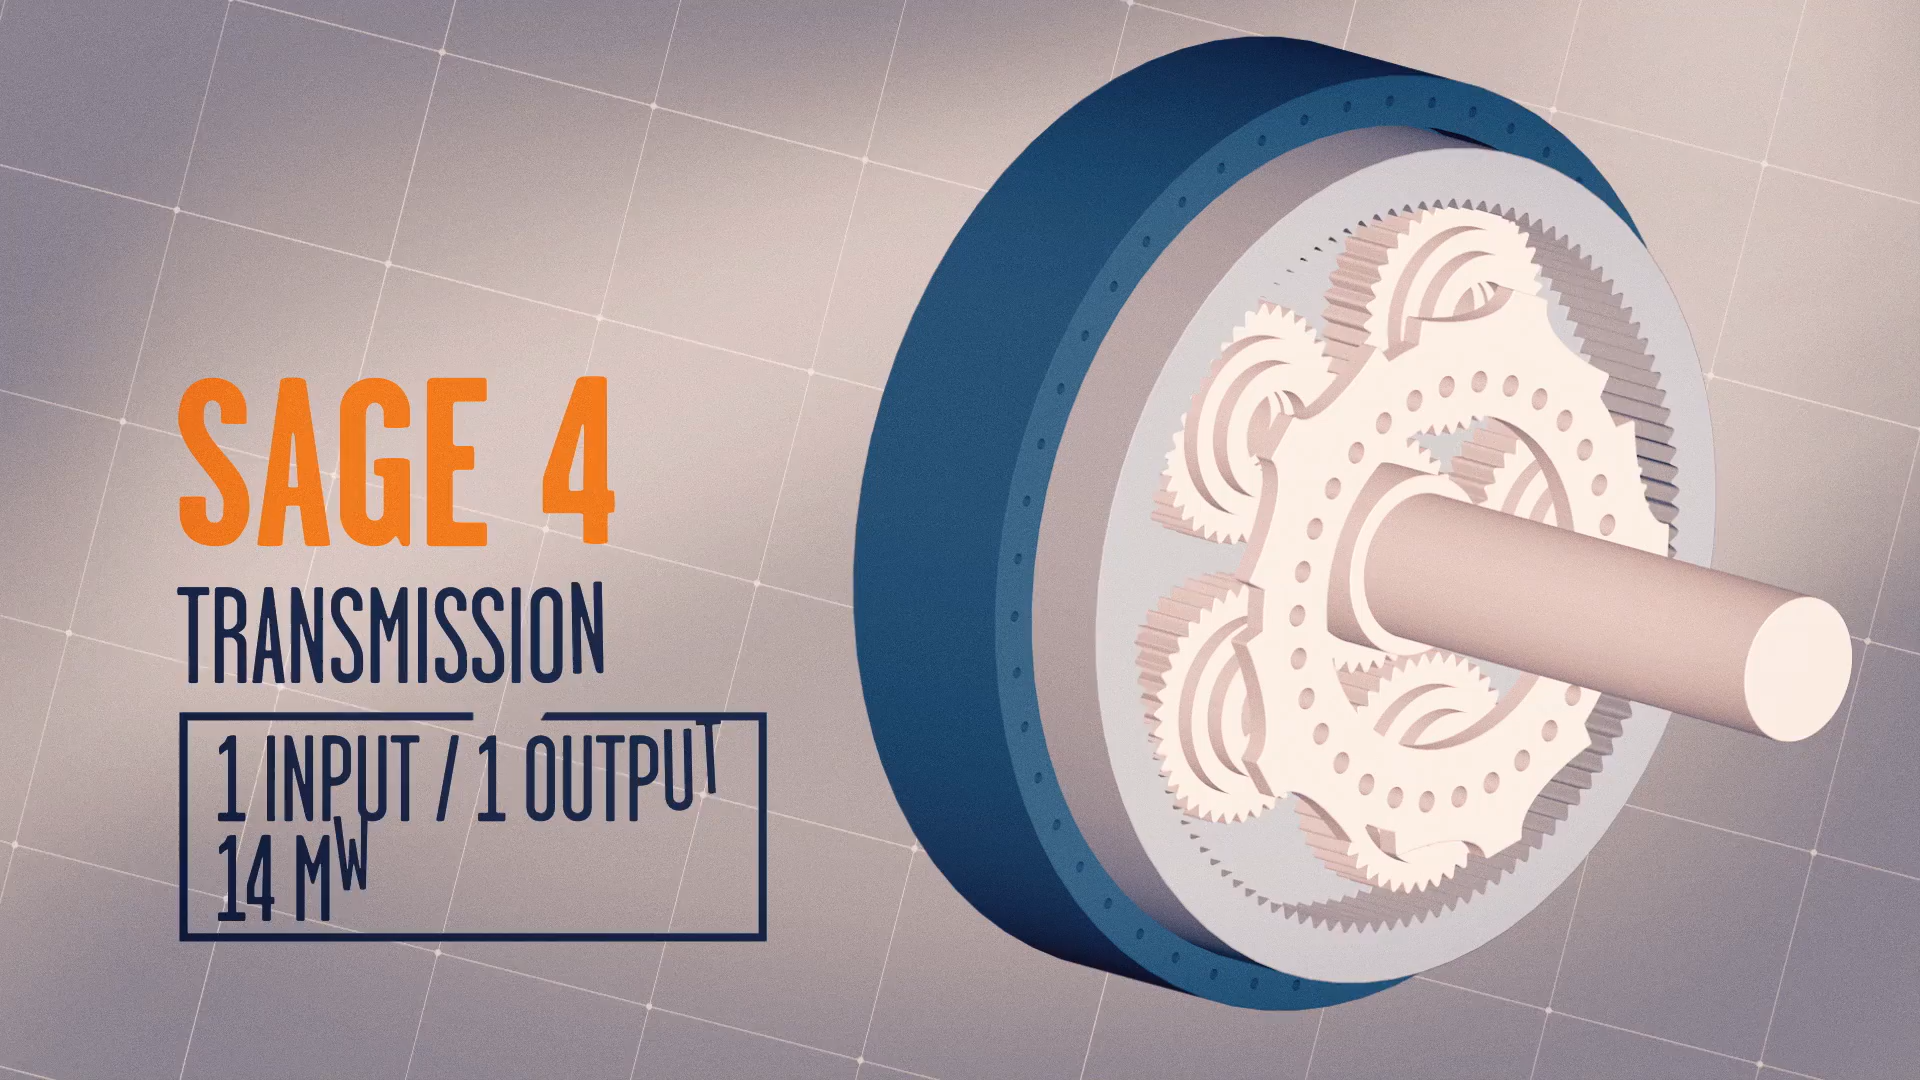 SAGE 4
TRANSMISSION
1 INPUT / 1 OUTPUT
14 MW